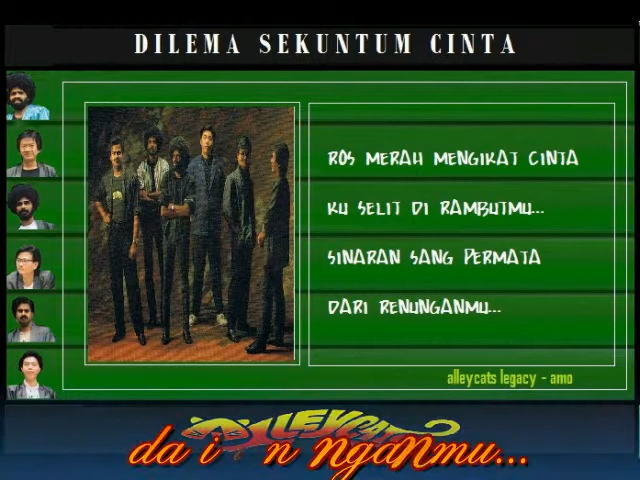 DILEMA SEKUNTUM CINTA
ROS MERAH MENGIKAT CINTA
KU SELIT DI RAMBUTMU...
SINARAN SANG PERMATA
DARI RENUNGANMU...
alleycats legacy - amo
ALLEYCATS